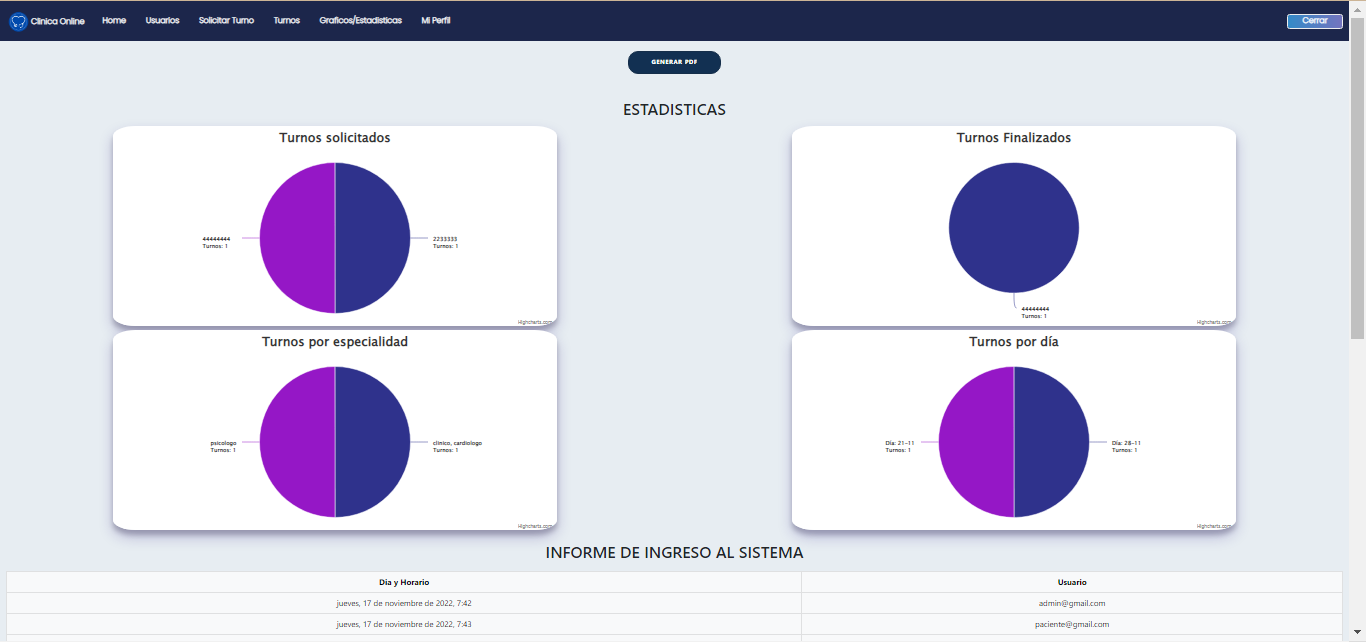 Clinica Online Home Usuarios Solicitar Turno Turnos Graficos/Estadisticas Mi Perfil Cerrar
GENERAR PDF
ESTADISTICAS
Turnos solicitados
44444444
Turnos: 1
2233333
Turnos: 1
Highcharts.com
Turnos Finalizados
44444444
Turnos: 1
Highcharts.com
Turnos por especialidad
psicologo
Turnos: 1
clinico, cardiologo
Turnos: 1
Highcharts.com
Turnos por día
Día: 21-11
Turnos: 1
Día: 28-11
Turnos: 1
Highcharts.com
INFORME DE INGRESO AL SISTEMA
Dia y Horario Usuario
jueves, 17 de noviembre de 2022, 7:42 admin@gmail.com
jueves, 17 de noviembre de 2022, 7:43 paciente@gmail.com